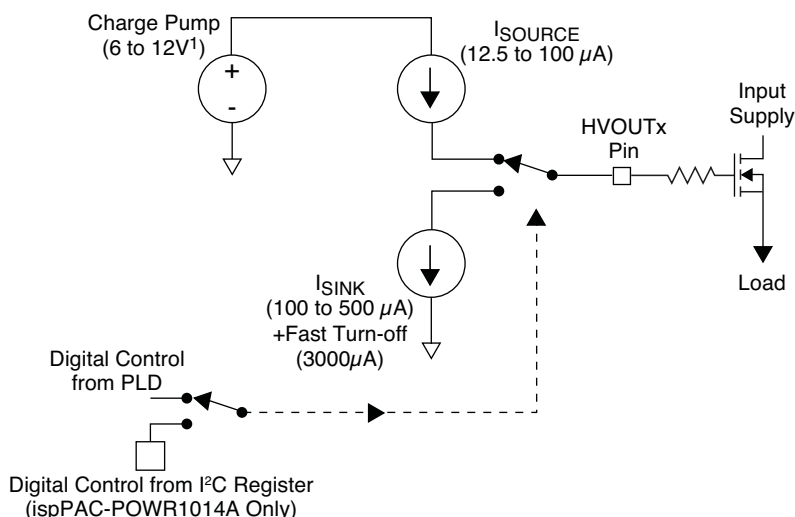 Charge Pump
(6 to 12V¹)
+
-
ISOURCE
(12.5 to 100 µA)
Input
Supply
HVOUTx
Pin
ISINK
(100 to 500 µA)
+Fast Turn-off
(3000µA)
Load
Digital Control
from PLD
Digital Control from I²C Register
(ispPAC-POWR1014A Only)